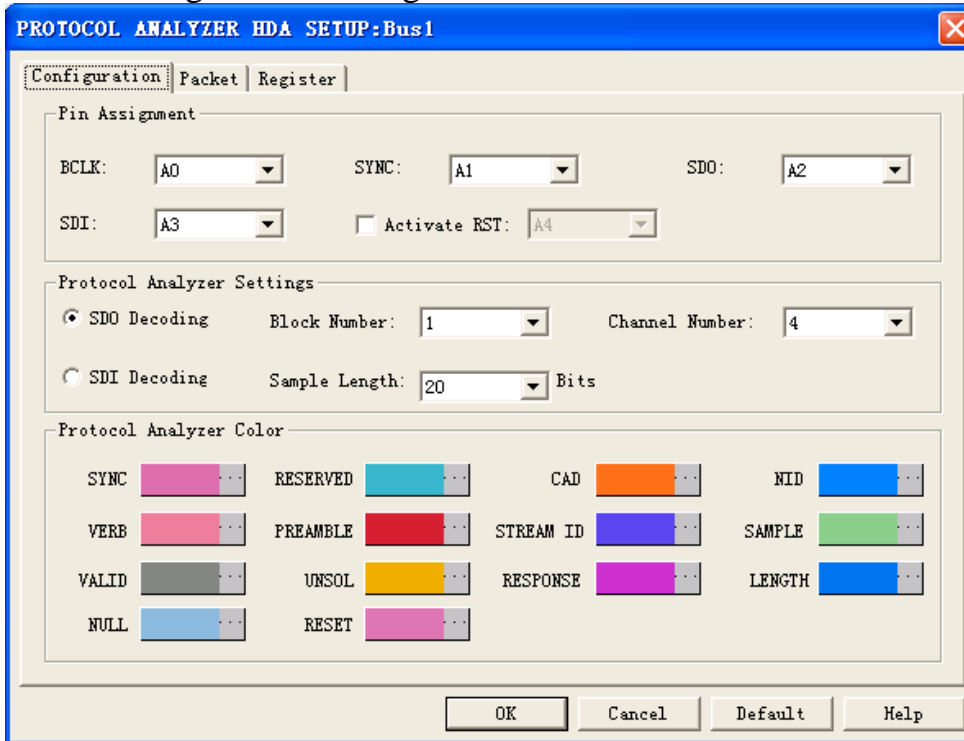 PROTOCOL ANALYZER HDA SETUP:Bus1
Configuration Packet Register
Pin Assignment
BCLK: A0 SYNC: A1 SDO: A2
SDI: A3 Activate RST: A4
Protocol Analyzer Settings
SDO Decoding Block Number: 1 Channel Number: 4
SDI Decoding Sample Length: 20 Bits
Protocol Analyzer Color
SYNC ... RESERVED ... CAD ... NID ...
VERB ... PREAMBLE ... STREAM ID ... SAMPLE ...
VALID ... UNSOL ... RESPONSE ... LENGTH ...
NULL ... RESET ...
OK Cancel Default Help